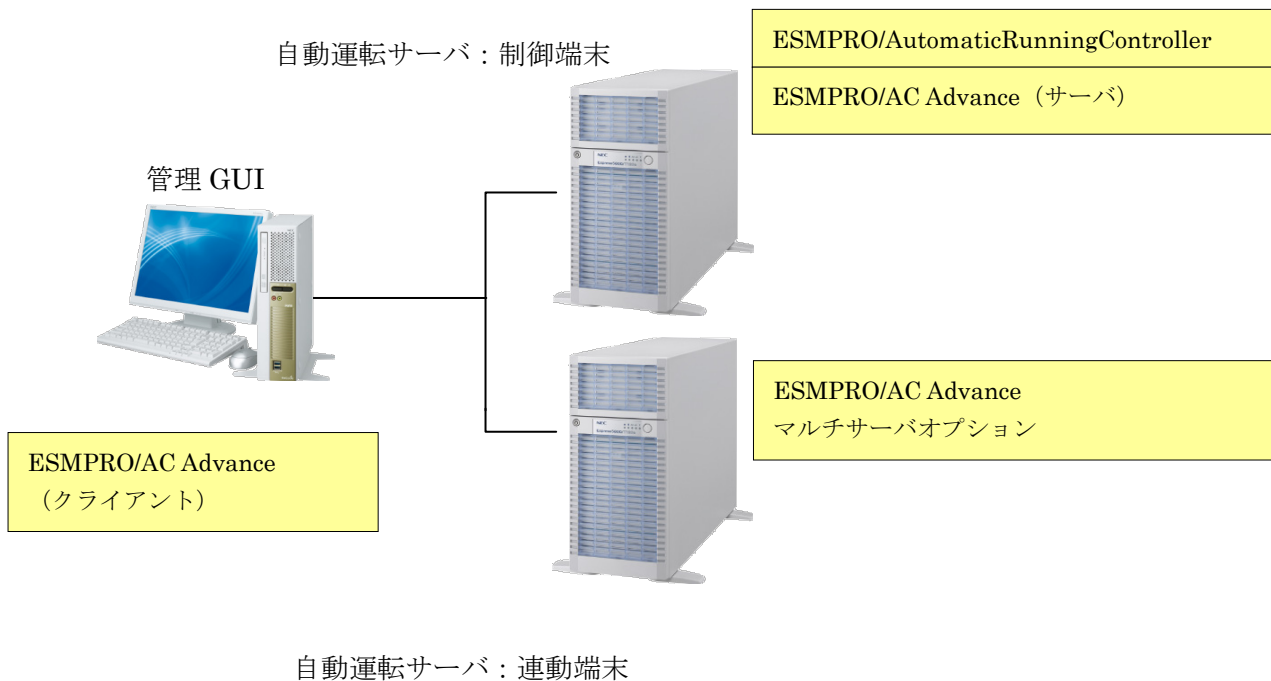 自動運転サーバ：制御端末
ESMPRO/AutomaticRunningController
ESMPRO/AC Advance（サーバ）
管理 GUI
NEC
ESMPRO/AC Advance
マルチサーバオプション
NEC
ESMPRO/AC Advance
（クライアント）
自動運転サーバ：連動端末